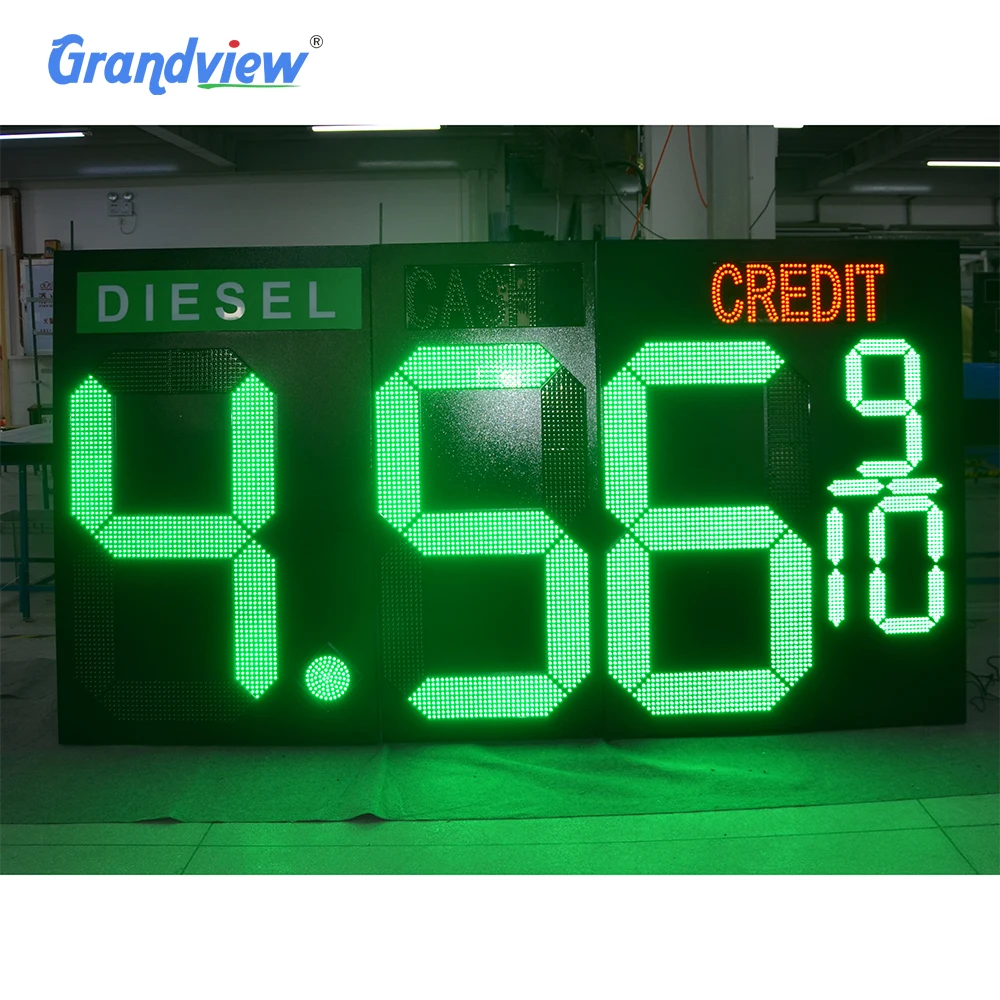 Grandview®
DIESEL CASH CREDIT
4.56 9/10